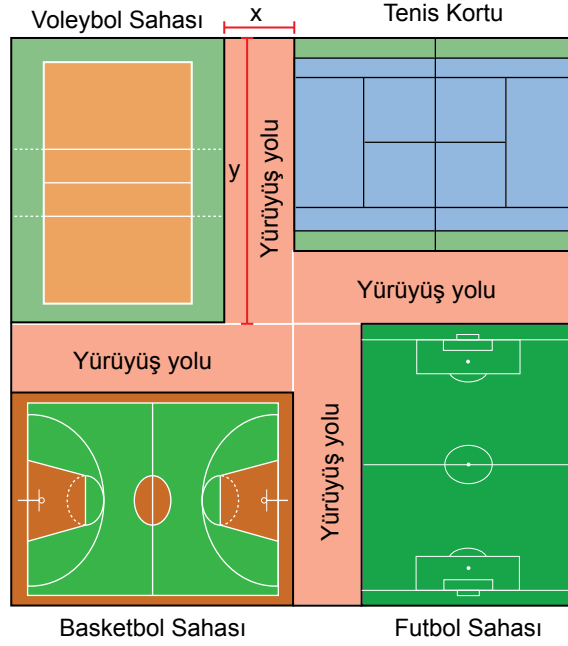 Voleybol Sahası
x
Tenis Kortu
y
Yürüyüş yolu
Yürüyüş yolu
Yürüyüş yolu
Yürüyüş yolu
Basketbol Sahası
Futbol Sahası